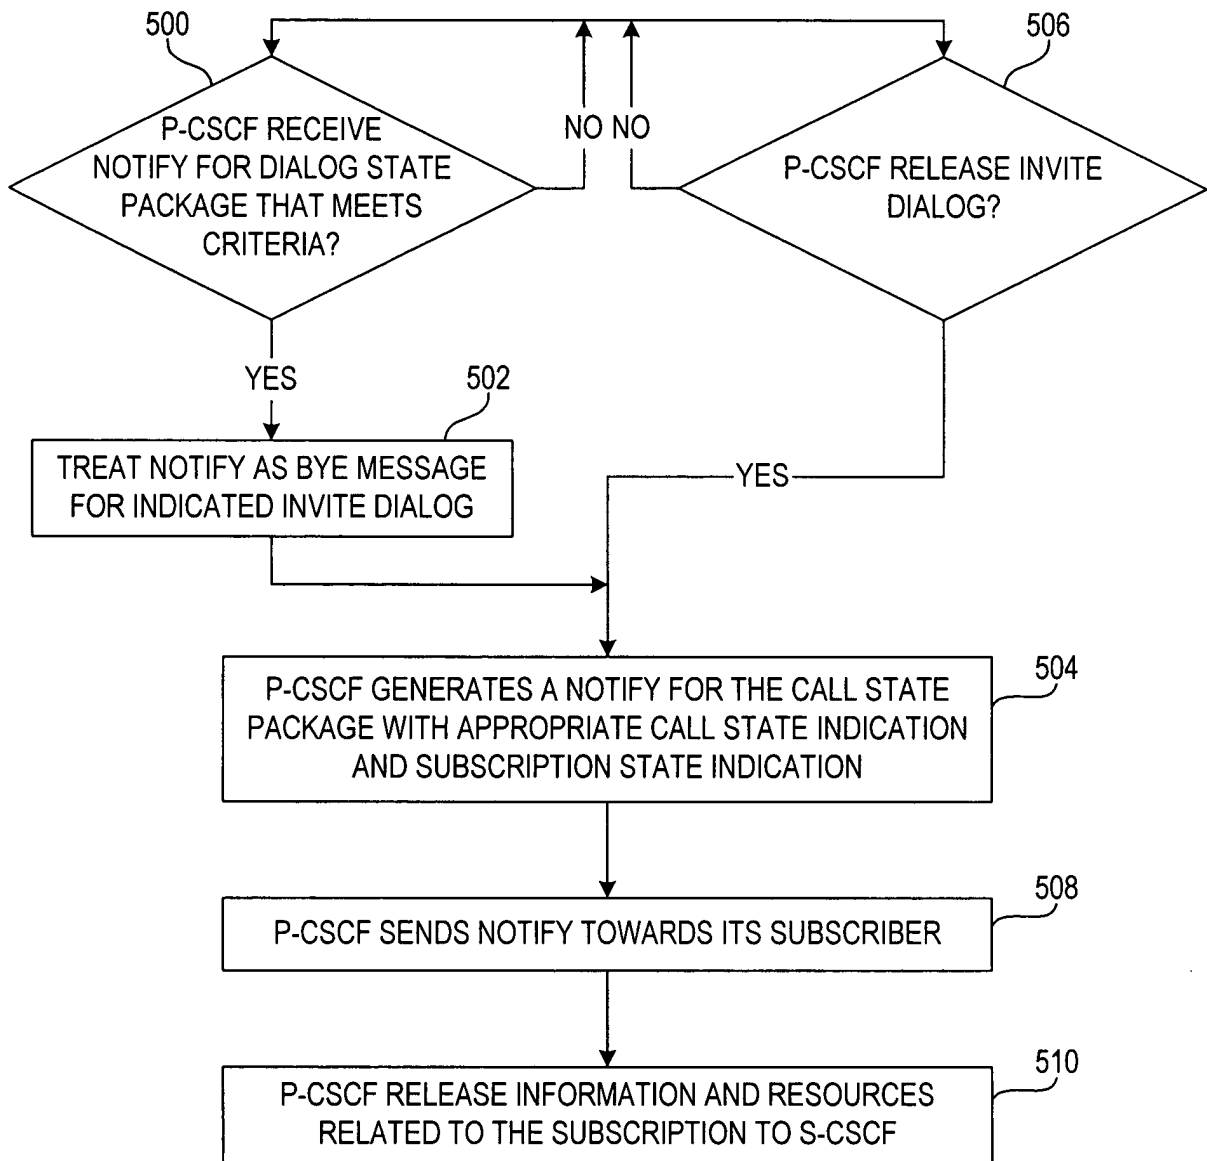 500
506
P-CSCF RECEIVE
NOTIFY FOR DIALOG STATE
PACKAGE THAT MEETS
CRITERIA?
NO NO
P-CSCF RELEASE INVITE
DIALOG?
YES
502
TREAT NOTIFY AS BYE MESSAGE
FOR INDICATED INVITE DIALOG
YES
504
P-CSCF GENERATES A NOTIFY FOR THE CALL STATE
PACKAGE WITH APPROPRIATE CALL STATE INDICATION
AND SUBSCRIPTION STATE INDICATION
508
P-CSCF SENDS NOTIFY TOWARDS ITS SUBSCRIBER
510
P-CSCF RELEASE INFORMATION AND RESOURCES
RELATED TO THE SUBSCRIPTION TO S-CSCF